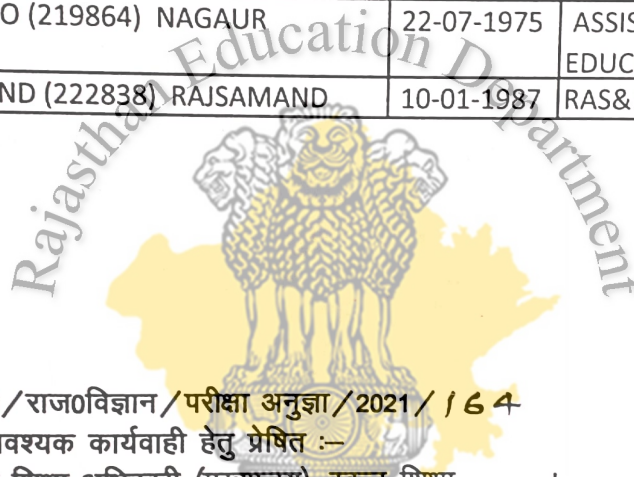 O (219864) NAGAUR 22-07-1975 ASSIS
EDUC
ND (222838) RAJSAMAND 10-01-1987 RAS&
Rajasthan Education Department
/राज0विज्ञान/परीक्षा अनुज्ञा/2021/164
वश्यक कार्यवाही हेतु प्रेषित :–